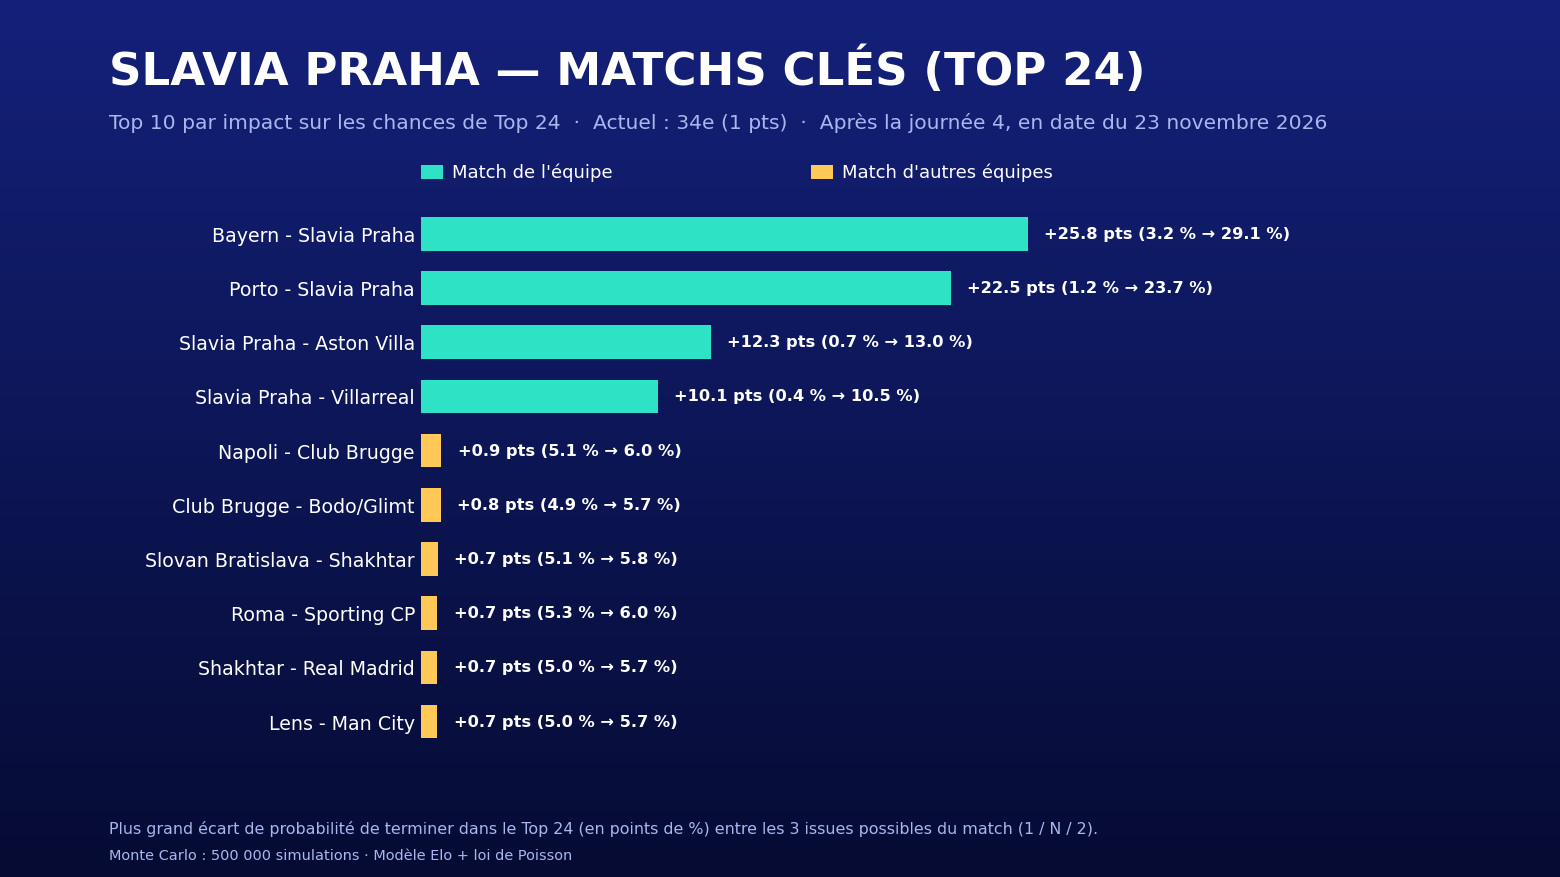 SLAVIA PRAHA — MATCHS CLÉS (TOP 24)
Top 10 par impact sur les chances de Top 24 · Actuel : 34e (1 pts) · Après la journée 4, en date du 23 novembre 2026
Match de l'équipe
Match d'autres équipes
Bayern - Slavia Praha +25.8 pts (3.2 % → 29.1 %)
Porto - Slavia Praha +22.5 pts (1.2 % → 23.7 %)
Slavia Praha - Aston Villa +12.3 pts (0.7 % → 13.0 %)
Slavia Praha - Villarreal +10.1 pts (0.4 % → 10.5 %)
Napoli - Club Brugge +0.9 pts (5.1 % → 6.0 %)
Club Brugge - Bodo/Glimt +0.8 pts (4.9 % → 5.7 %)
Slovan Bratislava - Shakhtar +0.7 pts (5.1 % → 5.8 %)
Roma - Sporting CP +0.7 pts (5.3 % → 6.0 %)
Shakhtar - Real Madrid +0.7 pts (5.0 % → 5.7 %)
Lens - Man City +0.7 pts (5.0 % → 5.7 %)
Plus grand écart de probabilité de terminer dans le Top 24 (en points de %) entre les 3 issues possibles du match (1 / N / 2).
Monte Carlo : 500 000 simulations · Modèle Elo + loi de Poisson